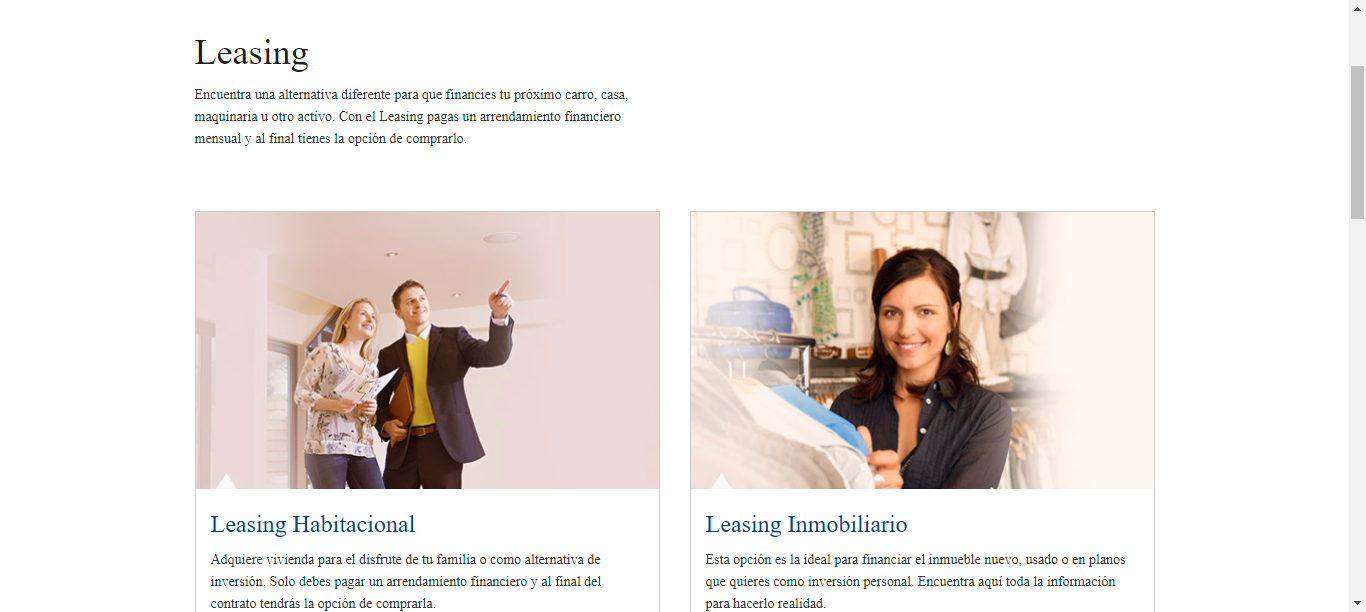 Leasing
Encuentra una alternativa diferente para que financies tu próximo carro, casa,
maquinaria u otro activo. Con el Leasing pagas un arrendamiento financiero
mensual y al final tienes la opción de comprarlo.
Leasing Habitacional
Adquiere vivienda para el disfrute de tu familia o como alternativa de
inversión. Solo debes pagar un arrendamiento financiero y al final del
contrato tendrás la opción de comprarla.
Leasing Inmobiliario
Esta opción es la ideal para financiar el inmueble nuevo, usado o en planos
que quieres como inversión personal. Encuentra aquí toda la información
para hacerlo realidad.